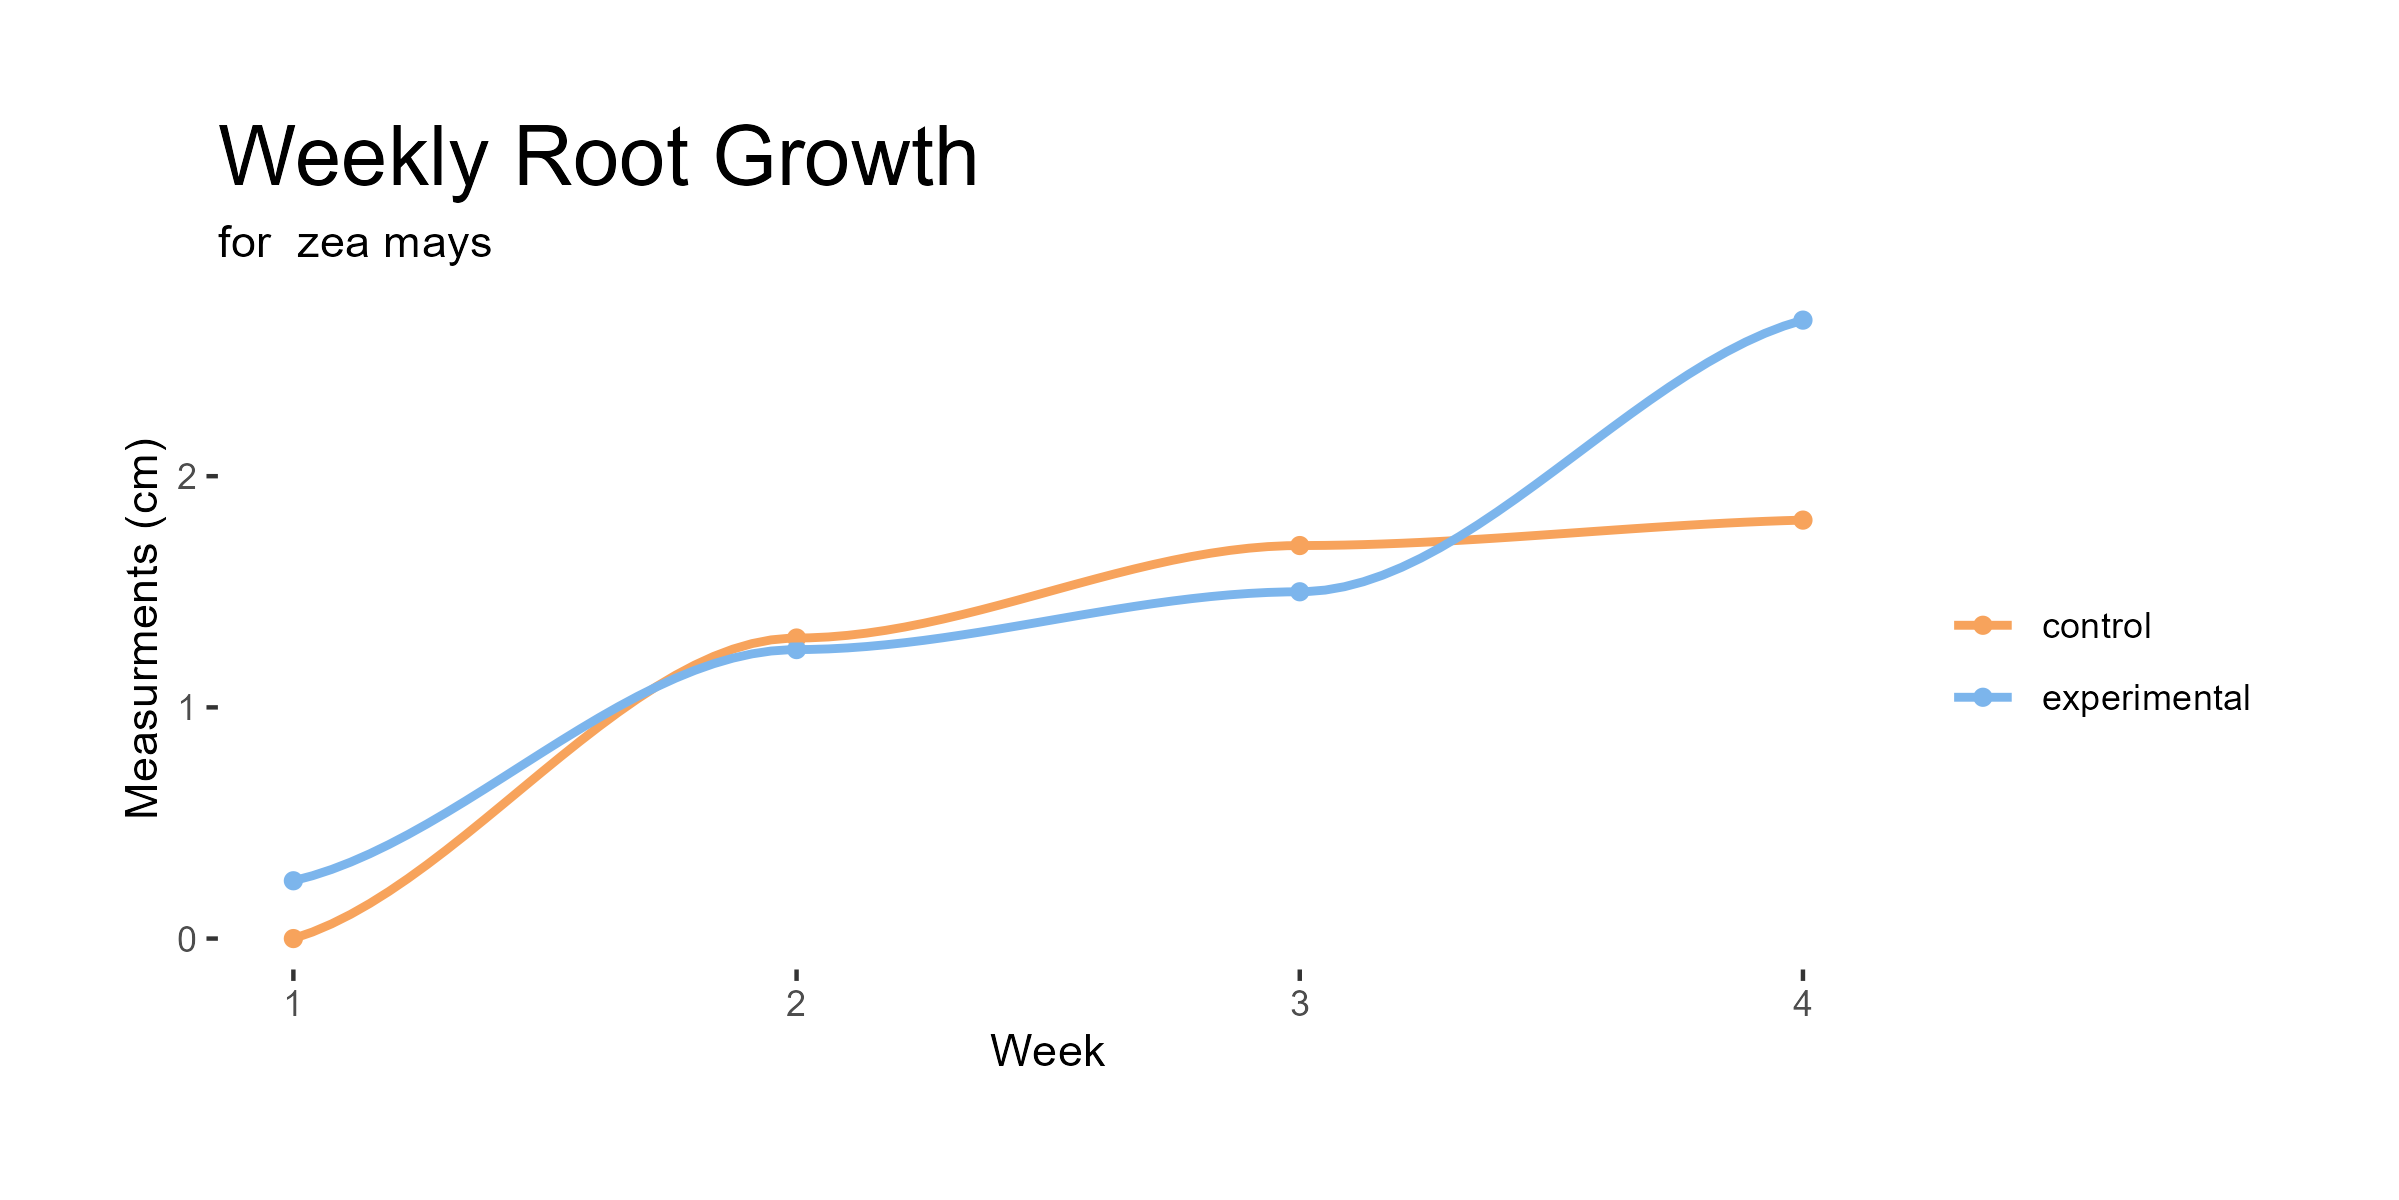 Weekly Root Growth
for  zea mays
Measurments (cm)
2
1
0
1 2 3 4
Week
control
experimental